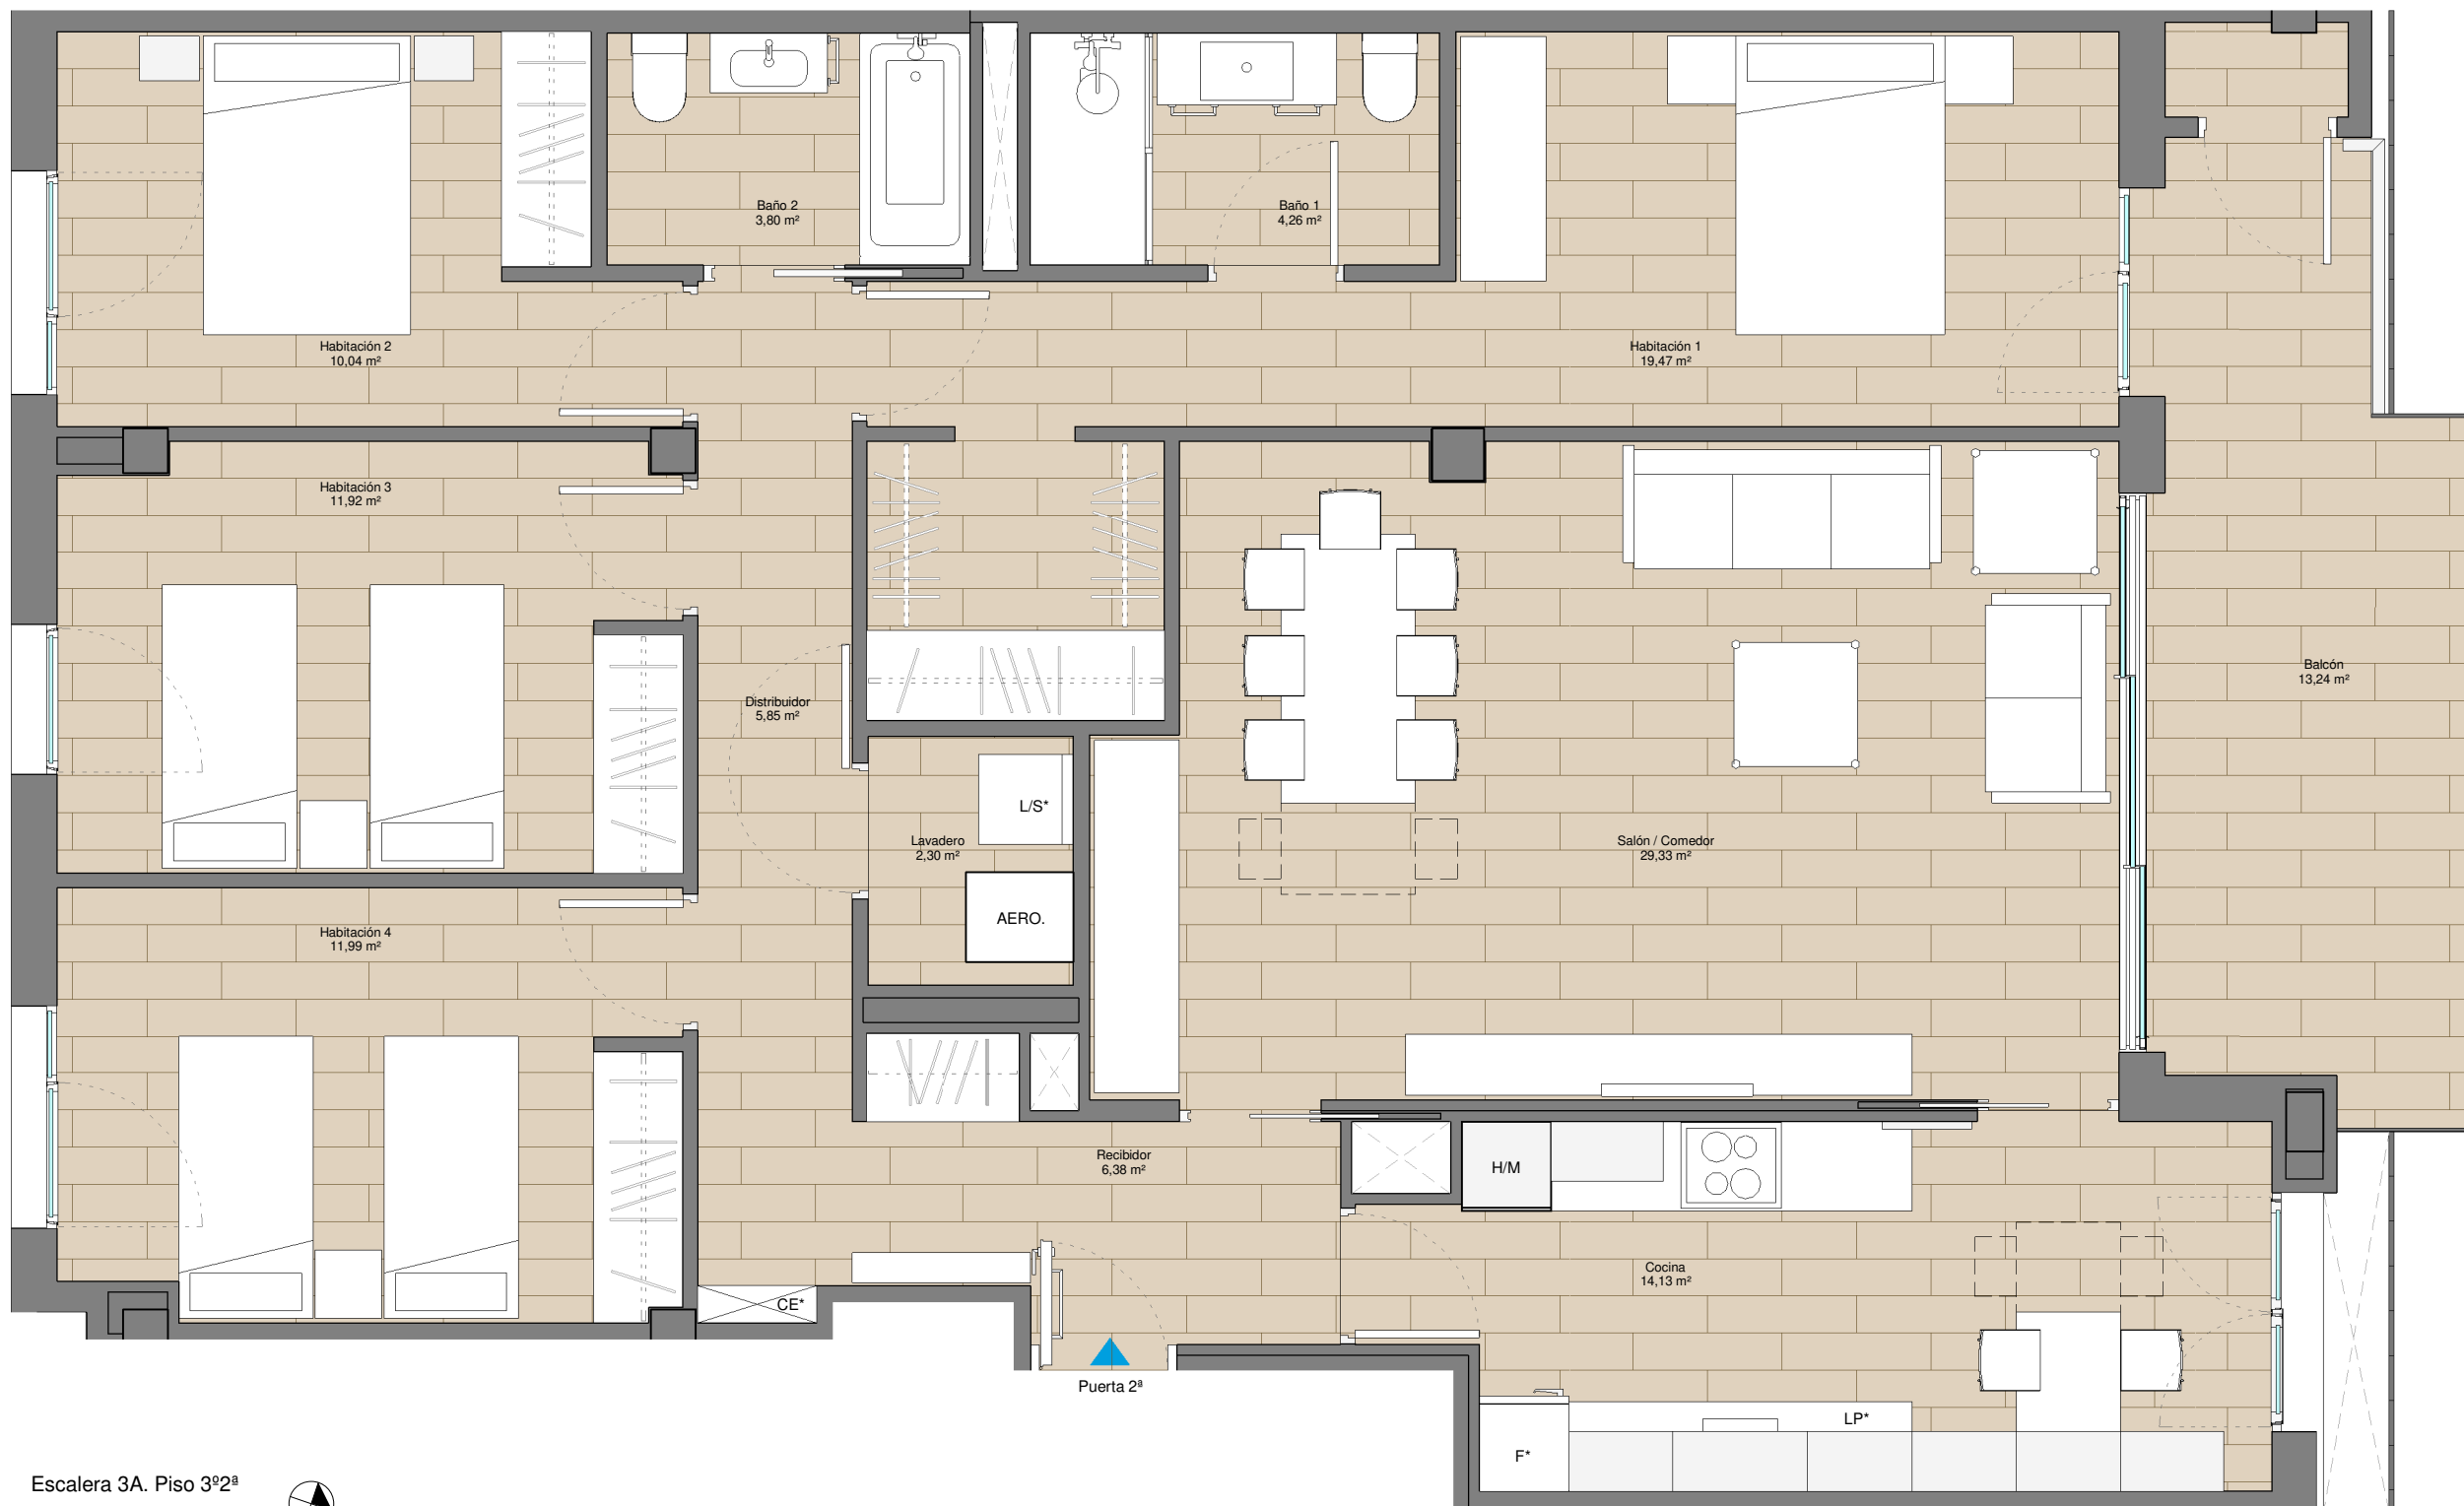 Baño 2
3,80 m²
Baño 1
4,26 m²
Habitación 2
10,04 m²
Habitación 1
19,47 m²
Habitación 3
11,92 m²
Distribuidor
5,85 m²
Balcón
13,24 m²
L/S*
Lavadero
2,30 m²
Salón / Comedor
29,33 m²
AERO.
Habitación 4
11,99 m²
Recibidor
6,38 m²
H/M
Cocina
14,13 m²
CE*
Puerta 2ª
LP*
F*
Escalera 3A. Piso 3º2ª